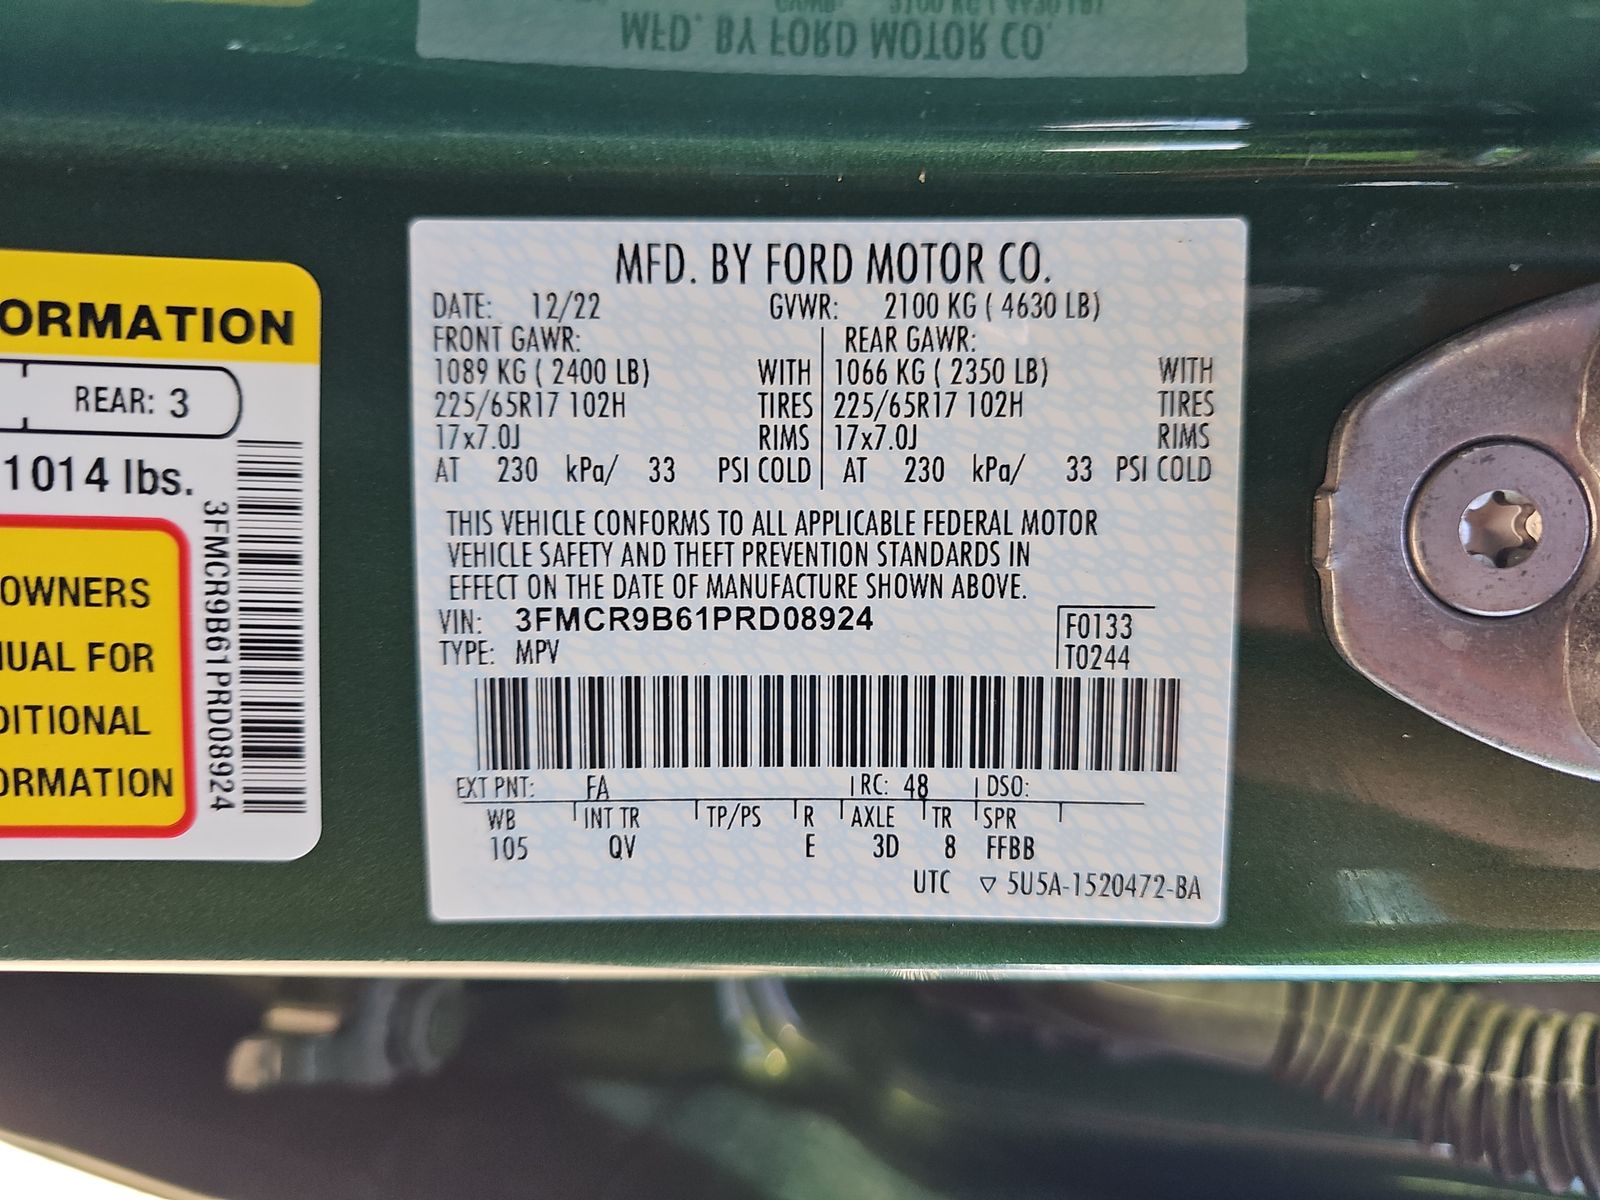 MFD. BY FORD MOTOR CO.
MFD. BY FORD MOTOR CO.
DATE: 12/22 GVWR: 2100 KG ( 4630 LB)
FRONT GAWR: REAR GAWR:
1089 KG ( 2400 LB) WITH 1066 KG ( 2350 LB) WITH
225/65R17 102H TIRES 225/65R17 102H TIRES
17x7.0J RIMS 17x7.0J RIMS
AT 230 kPa/ 33 PSI COLD AT 230 kPa/ 33 PSI COLD
THIS VEHICLE CONFORMS TO ALL APPLICABLE FEDERAL MOTOR
VEHICLE SAFETY AND THEFT PREVENTION STANDARDS IN
EFFECT ON THE DATE OF MANUFACTURE SHOWN ABOVE.
VIN: 3FMCR9B61PRD08924
F0133
TYPE: MPV
T0244
EXT PNT: FA RC: 48 DSO:
WB INT TR TP/PS R AXLE TR SPR
105 QV E 3D 8 FFBB
UTC ▽ 5U5A-1520472-BA
ORMATION
REAR: 3
1014 lbs.
3FMCR9B61PRD08924
OWNERS
UAL FOR
DITIONAL
ORMATION